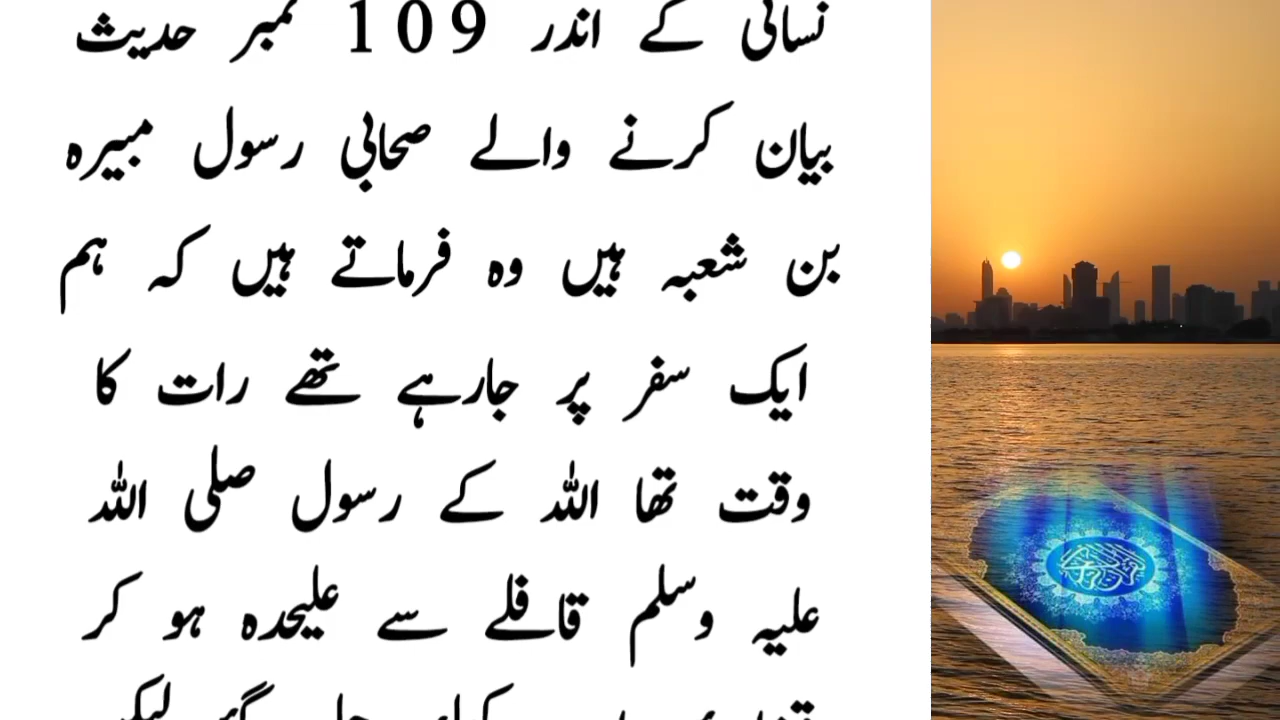 نسائی کے اندر 109 نمبر حدیث
بیان کرنے والے صحابی رسول مبیرہ
بن شعبہ ہیں وہ فرماتے ہیں کہ ہم
ایک سفر پر جارہے تھے رات کا
وقت تھا اللہ کے رسول صلی اللہ
علیہ وسلم قافلے سے علیحدہ ہو کر